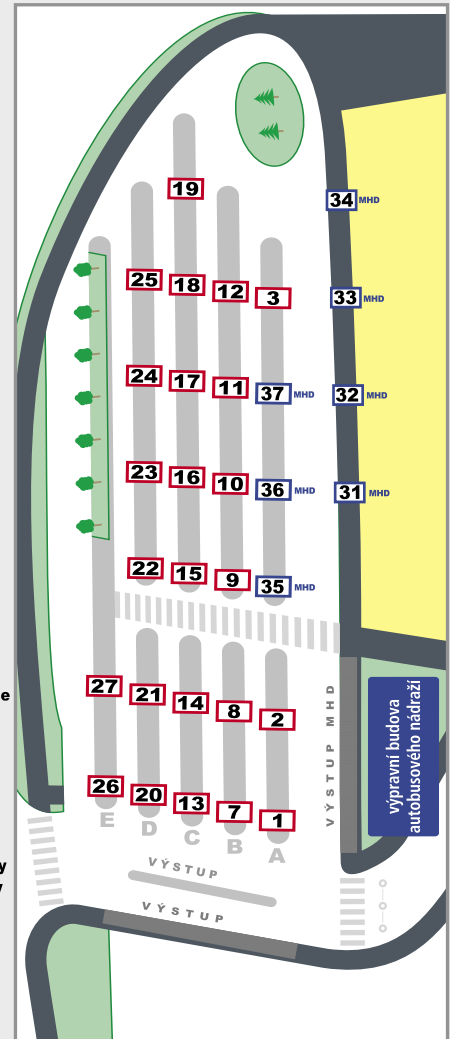 19
34 MHD
25
18
12
3
33 MHD
24
17
11
37 MHD
32 MHD
23
16
10
36 MHD
31 MHD
22
15
9
35 MHD
27
21
14
8
2
VÝSTUP MHD
výpravní budova
autobusového nádraží
e
26
20
13
7
1
E
D
C
B
A
VÝSTUP
VÝSTUP
y